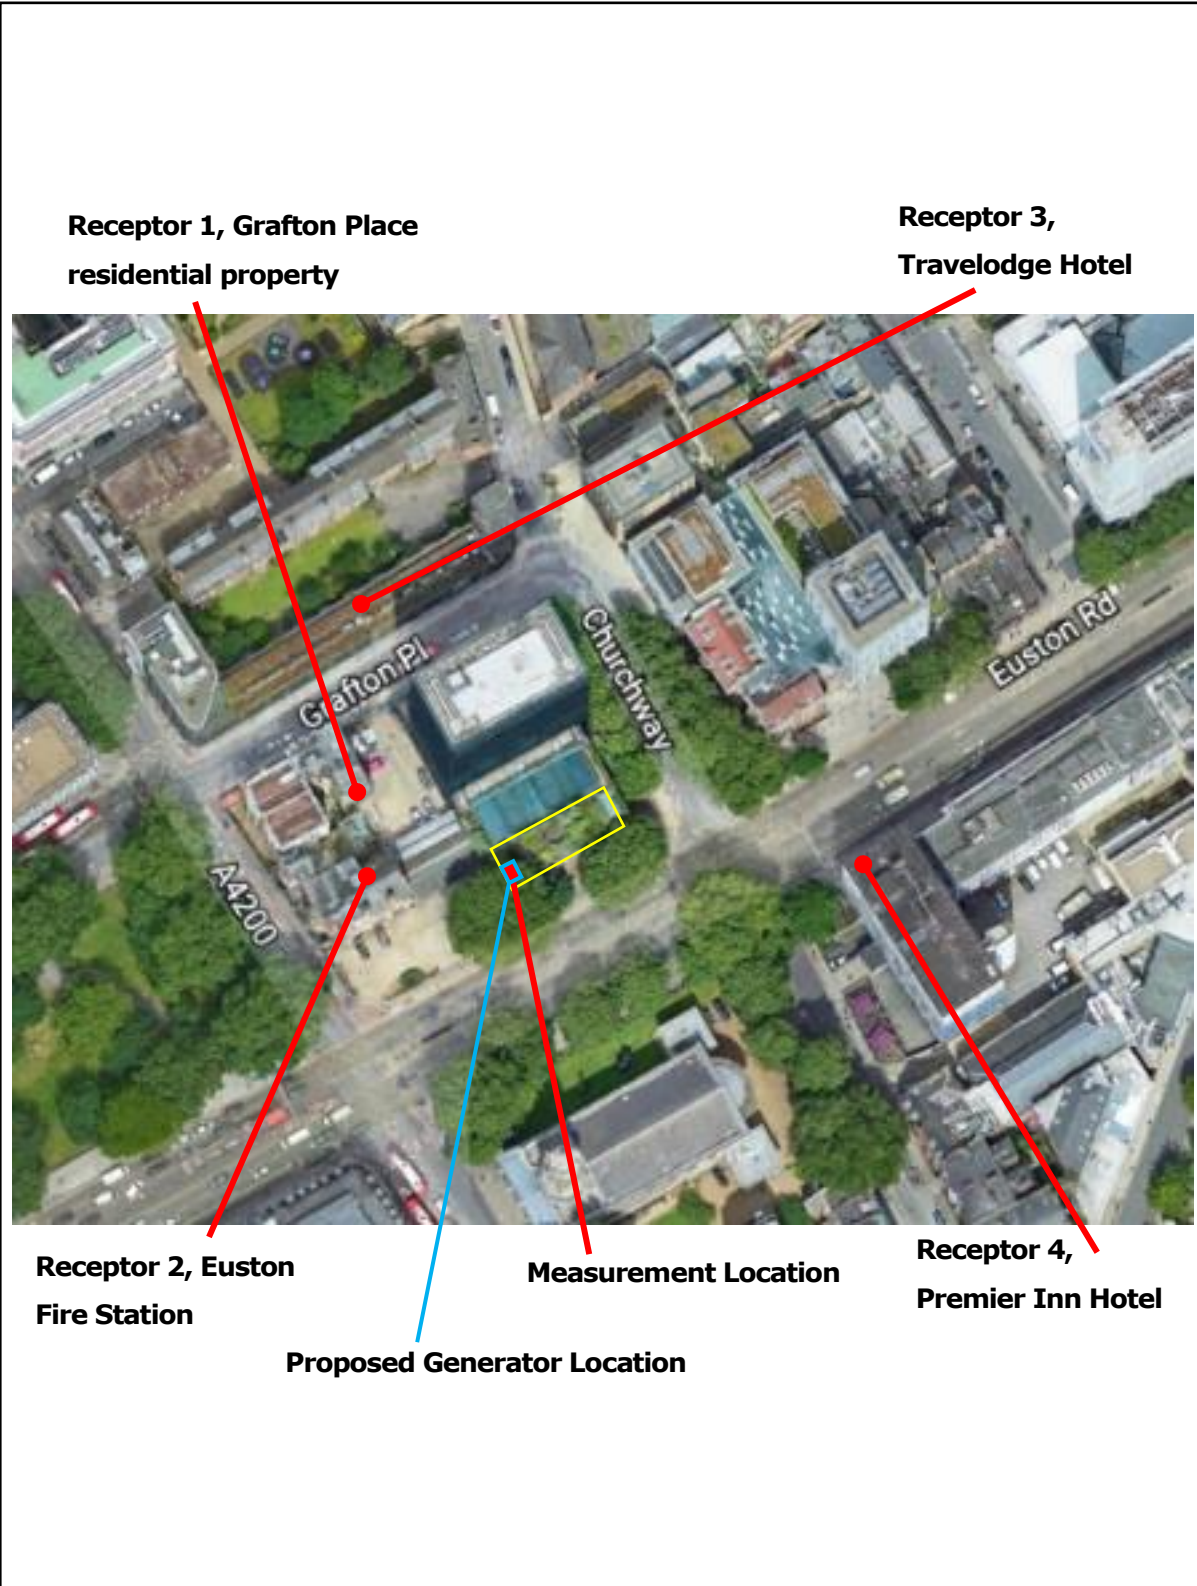 Receptor 1, Grafton Place
residential property
Receptor 3,
Travelodge Hotel
Grafton Pl
Churchway
Euston Rd
A4200
Receptor 2, Euston
Fire Station
Measurement Location
Receptor 4,
Premier Inn Hotel
Proposed Generator Location